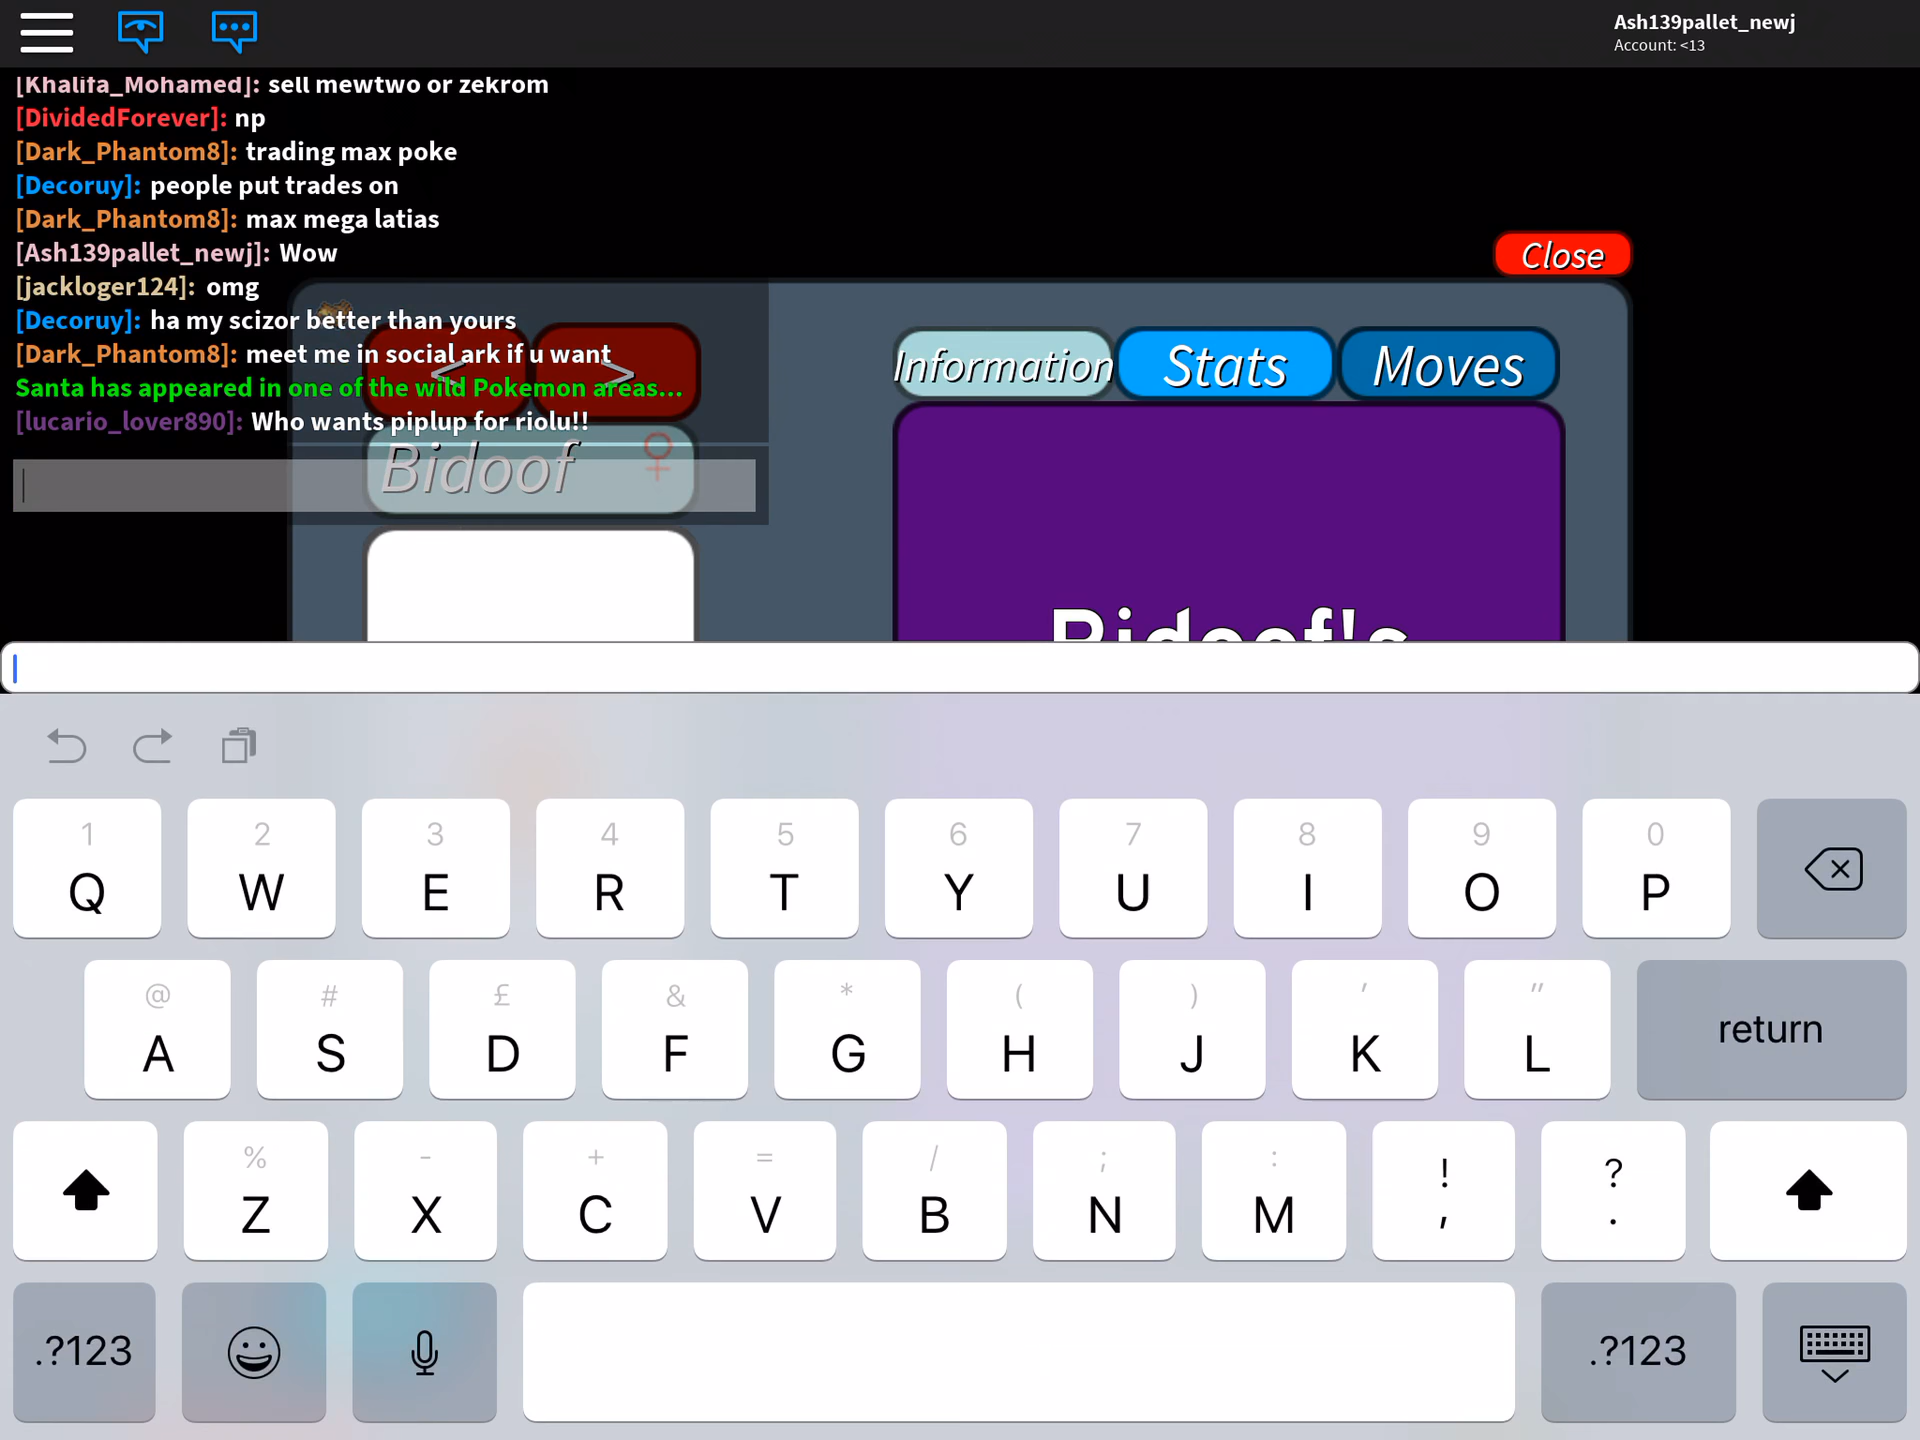 Ash139pallet_newj
Account: <13
[Khalifa_Mohamed]: sell mewtwo or zekrom
[DividedForever]: np
[Dark_Phantom8]: trading max poke
[Decoruy]: people put trades on
[Dark_Phantom8]: max mega latias
[Ash139pallet_newj]: Wow
[jackloger124]: omg
[Decoruy]: ha my scizor better than yours
[Dark_Phantom8]: meet me in social ark if u want
Santa has appeared in one of the wild Pokemon areas...
[lucario_lover890]: Who wants piplup for riolu!!
Close
< >
Information Stats Moves
Bidoof ♀
Bidoof's
1 2 3 4 5 6 7 8 9 0
Q W E R T Y U I O P
@ # £ & * ( ) ' "
A S D F G H J K L return
% - + = / ; : ! ?
Z X C V B N M , .
.?123 .?123